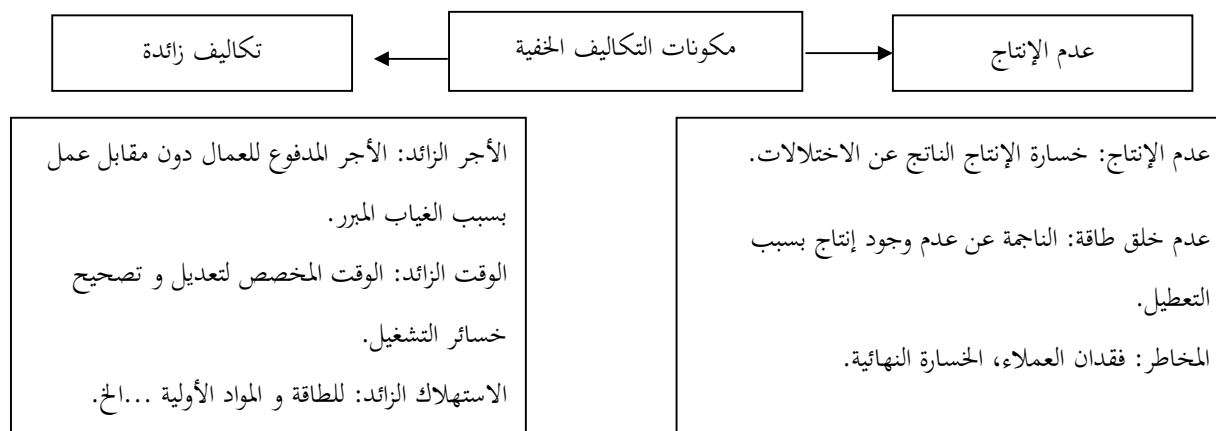 عدم الإنتاج
مكونات التكاليف الخفية
تكاليف زائدة
عدم الإنتاج: خسارة الإنتاج الناتج عن الاختلالات.
عدم خلق طاقة: الناجمة عن عدم وجود إنتاج بسبب
التعطيل.
المخاطر: فقدان العملاء، الخسارة النهائية.
الأجر الزائد: الأجر المدفوع للعمال دون مقابل عمل
بسبب الغياب المبرر.
الوقت الزائد: الوقت المخصص لتعديل و تصحيح
خسائر التشغيل.
الاستهلاك الزائد: للطاقة و المواد الأولية ...الخ.